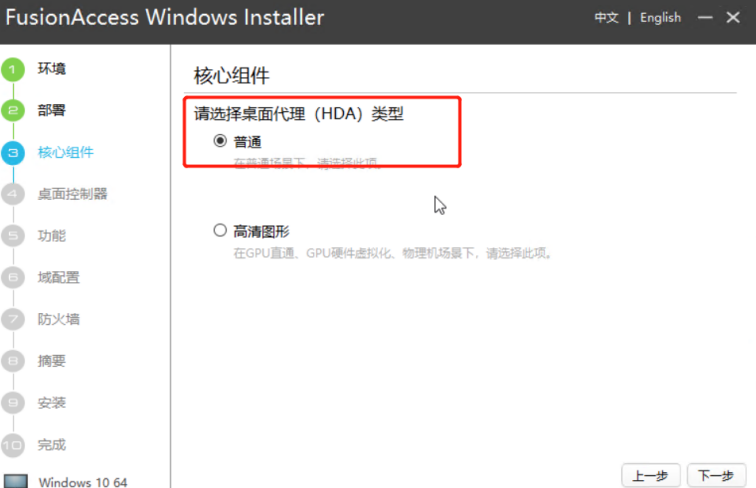 FusionAccess Windows Installer
中文 | English
1 环境
2 部署
3 核心组件
4 桌面控制器
5 功能
6 域配置
7 防火墙
8 摘要
9 安装
10 完成
Windows 10 64
核心组件
请选择桌面代理（HDA）类型
普通
在普通场景下，请选择此项。
高清图形
在GPU直通、GPU硬件虚拟化、物理机场景下，请选择此项。
上一步
下一步